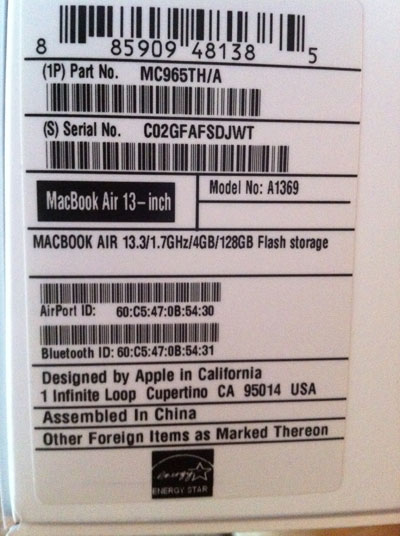 8 85909 48138 5
(1P) Part No. MC965TH/A
(S) Serial No. C02GFAFSDJWT
MacBook Air 13-inch
Model No: A1369
MACBOOK AIR 13.3/1.7GHz/4GB/128GB Flash storage
AirPort ID: 60:C5:47:0B:54:30
Bluetooth ID: 60:C5:47:0B:54:31
Designed by Apple in California
1 Infinite Loop Cupertino CA 95014 USA
Assembled In China
Other Foreign Items as Marked Thereon
energy
ENERGY STAR